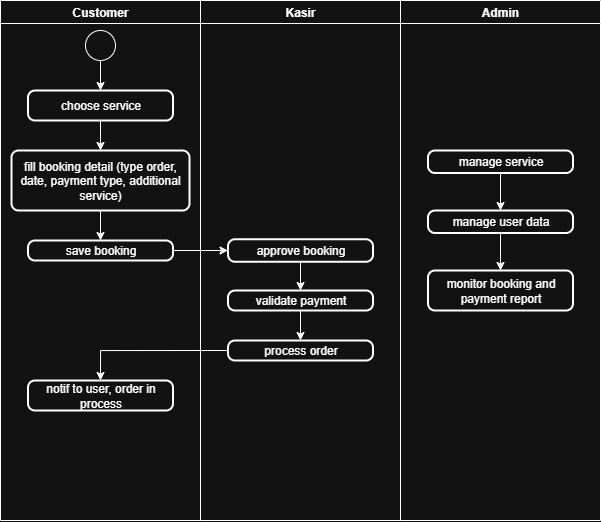 Customer
Kasir
Admin
choose service
fill booking detail (type order,
date, payment type, additional
service)
save booking
approve booking
validate payment
process order
notif to user, order in
process
manage service
manage user data
monitor booking and
payment report